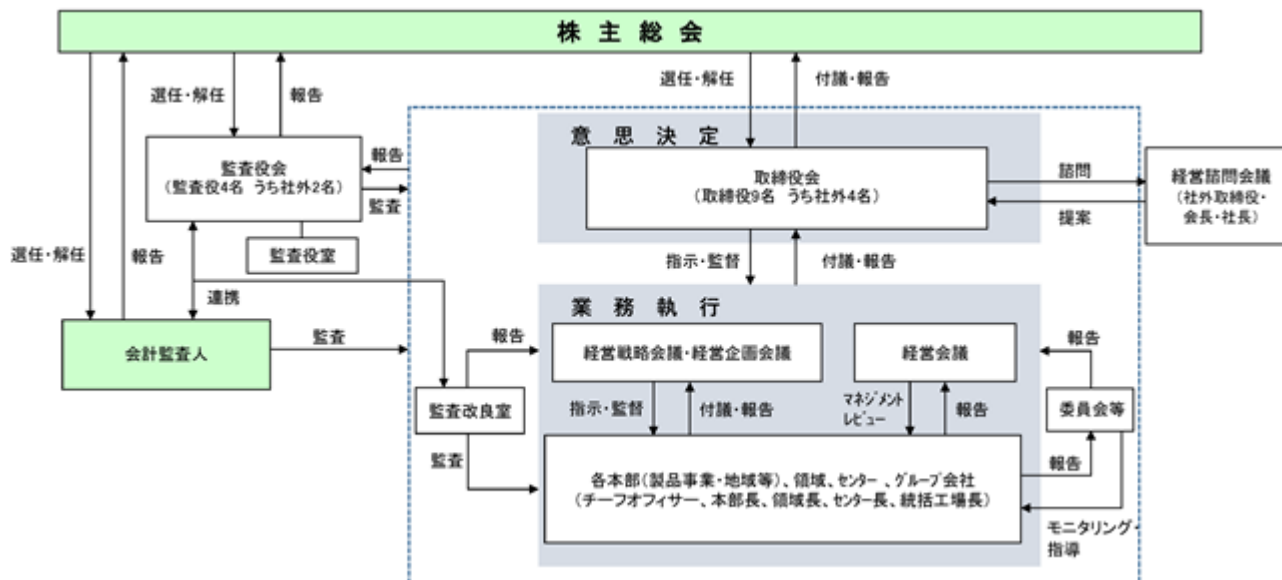 株主総会
選任・解任
報告
選任・解任
付議・報告
意思決定
監査役会
(監査役4名 うち社外2名)
報告
監査
取締役会
(取締役9名 うち社外4名)
諮問
提案
経営諮問会議
(社外取締役・
会長・社長)
監査役室
選任・解任
報告
指示・監督
付議・報告
連携
業務執行
会計監査人
監査
報告
経営戦略会議・経営企画会議
経営会議
報告
監査改良室
指示・監督
付議・報告
マネジメント
レビュー
報告
委員会等
監査
各本部(製品事業・地域等)、領域、センター、グループ会社
(チーフオフィサー、本部長、領域長、センター長、統括工場長)
報告
モニタリング・
指導